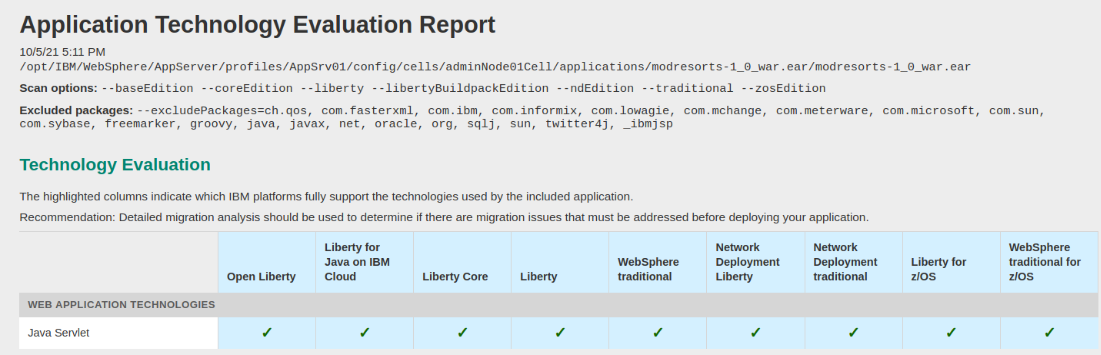 Application Technology Evaluation Report
10/5/21 5:11 PM
/opt/IBM/WebSphere/AppServer/profiles/AppSrv01/config/cells/adminNode01Cell/applications/modresorts-1_0_war.ear/modresorts-1_0_war.ear
Scan options: --baseEdition --coreEdition --liberty --libertyBuildpackEdition --ndEdition --traditional --zosEdition
Excluded packages: --excludePackages=ch.qos, com.fasterxml, com.ibm, com.informix, com.lowagie, com.mchange, com.meterware, com.microsoft, com.sun,
com.sybase, freemarker, groovy, java, javax, net, oracle, org, sqlj, sun, twitter4j, _ibmjsp
Technology Evaluation
The highlighted columns indicate which IBM platforms fully support the technologies used by the included application.
Recommendation: Detailed migration analysis should be used to determine if there are migration issues that must be addressed before deploying your application.
Open Liberty
Liberty for
Java on IBM
Cloud
Liberty Core
Liberty
WebSphere
traditional
Network
Deployment
Liberty
Network
Deployment
traditional
Liberty for
z/OS
WebSphere
traditional for
z/OS
WEB APPLICATION TECHNOLOGIES
Java Servlet ✓ ✓ ✓ ✓ ✓ ✓ ✓ ✓ ✓